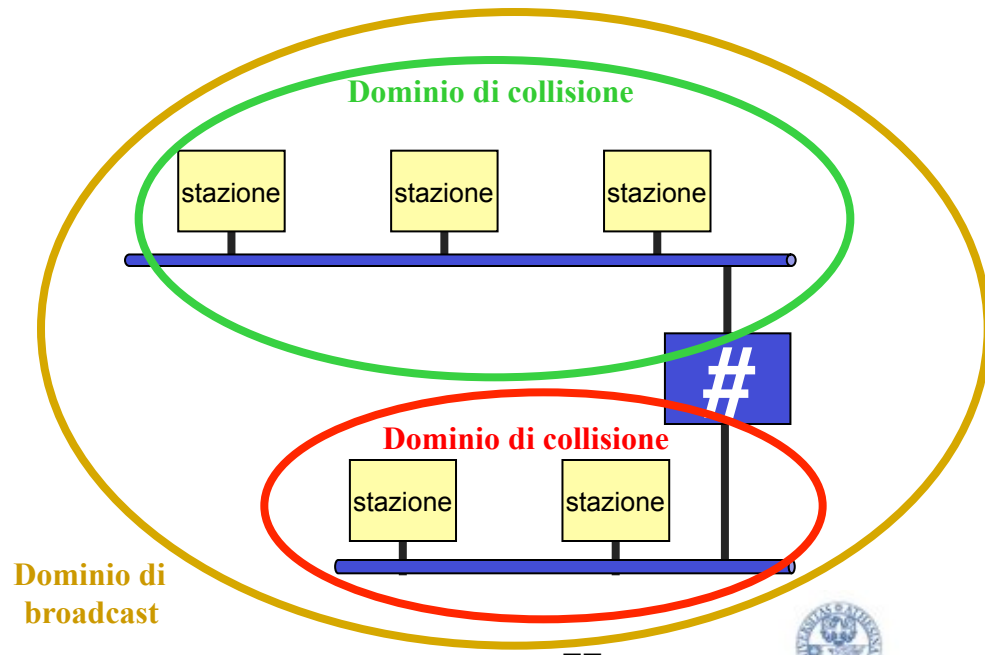 Dominio di collisione
stazione
stazione
stazione
#
Dominio di collisione
stazione
stazione
Dominio di
broadcast